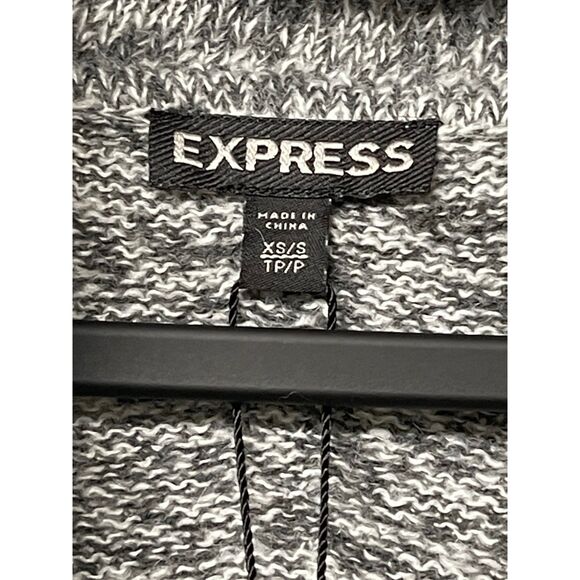 EXPRESS
MADE IN
CHINA
XS/S
TP/P